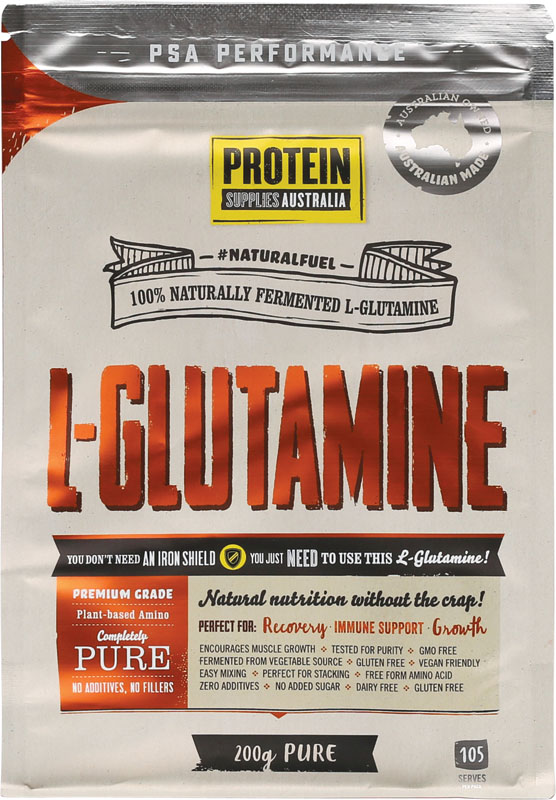 PSA PERFORMANCE
AUSTRALIAN OWNED
AUSTRALIAN MADE
PROTEIN
SUPPLIES AUSTRALIA
#NATURALFUEL
100% NATURALLY FERMENTED L-GLUTAMINE
L-GLUTAMINE
YOU DON'T NEED AN IRON SHIELD YOU JUST NEED TO USE THIS L-Glutamine!
PREMIUM GRADE
Plant-based Amino
Completely
PURE
NO ADDITIVES, NO FILLERS
Natural nutrition without the crap!
PERFECT FOR: Recovery · IMMUNE SUPPORT · Growth
ENCOURAGES MUSCLE GROWTH ❖ TESTED FOR PURITY ❖ GMO FREE
FERMENTED FROM VEGETABLE SOURCE ❖ GLUTEN FREE ❖ VEGAN FRIENDLY
EASY MIXING ❖ PERFECT FOR STACKING ❖ FREE FORM AMINO ACID
ZERO ADDITIVES ❖ NO ADDED SUGAR ❖ DAIRY FREE ❖ GLUTEN FREE
200g PURE
105
SERVES